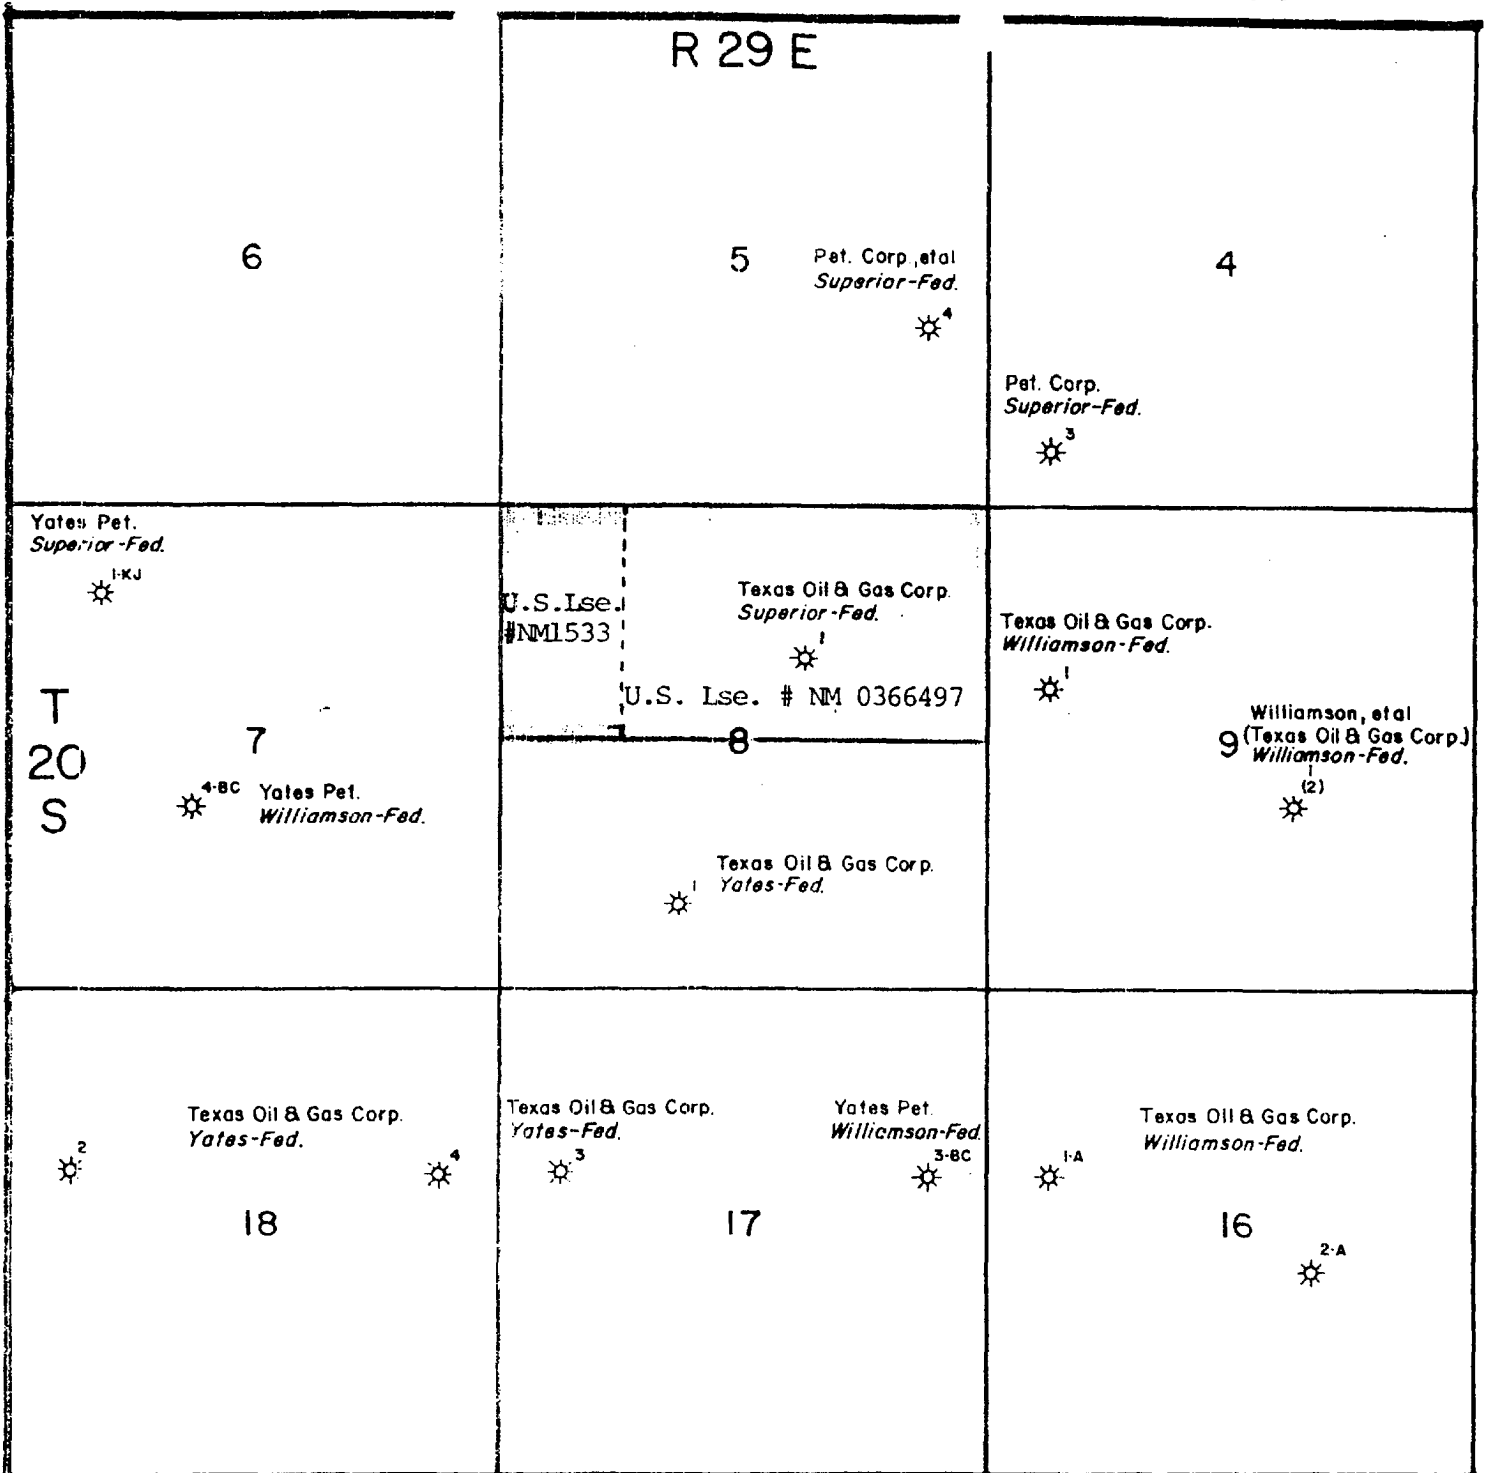 R 29 E
6
5
Pet. Corp., etal
Superior-Fed.
4
4
Pet. Corp.
Superior-Fed.
3
Yates Pet.
Superior-Fed.
1-KJ
U.S.Lse.
#NM1533
Texas Oil & Gas Corp.
Superior-Fed.
1
U.S. Lse. # NM 0366497
Texas Oil & Gas Corp.
Williamson-Fed.
1
T
20
S
7
8
9
Williamson, etal
(Texas Oil & Gas Corp.)
Williamson-Fed.
1
(2)
4-BC
Yates Pet.
Williamson-Fed.
Texas Oil & Gas Corp.
Yates-Fed.
1
Texas Oil & Gas Corp.
Yates-Fed.
2
4
18
Texas Oil & Gas Corp.
Yates-Fed.
3
Yates Pet.
Williamson-Fed.
3-BC
17
Texas Oil & Gas Corp.
Williamson-Fed.
1-A
16
2-A